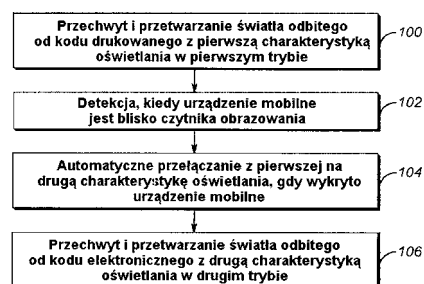 Przechwyt i przetwarzanie światła odbitego
od kodu drukowanego z pierwszą charakterystyką
oświetlania w pierwszym trybie
100
Detekcja, kiedy urządzenie mobilne
jest blisko czytnika obrazowania
102
Automatyczne przełączanie z pierwszej na
drugą charakterystykę oświetlania, gdy wykryto
urządzenie mobilne
104
Przechwyt i przetwarzanie światła odbitego
od kodu elektronicznego z drugą charakterystyką
oświetlania w drugim trybie
106